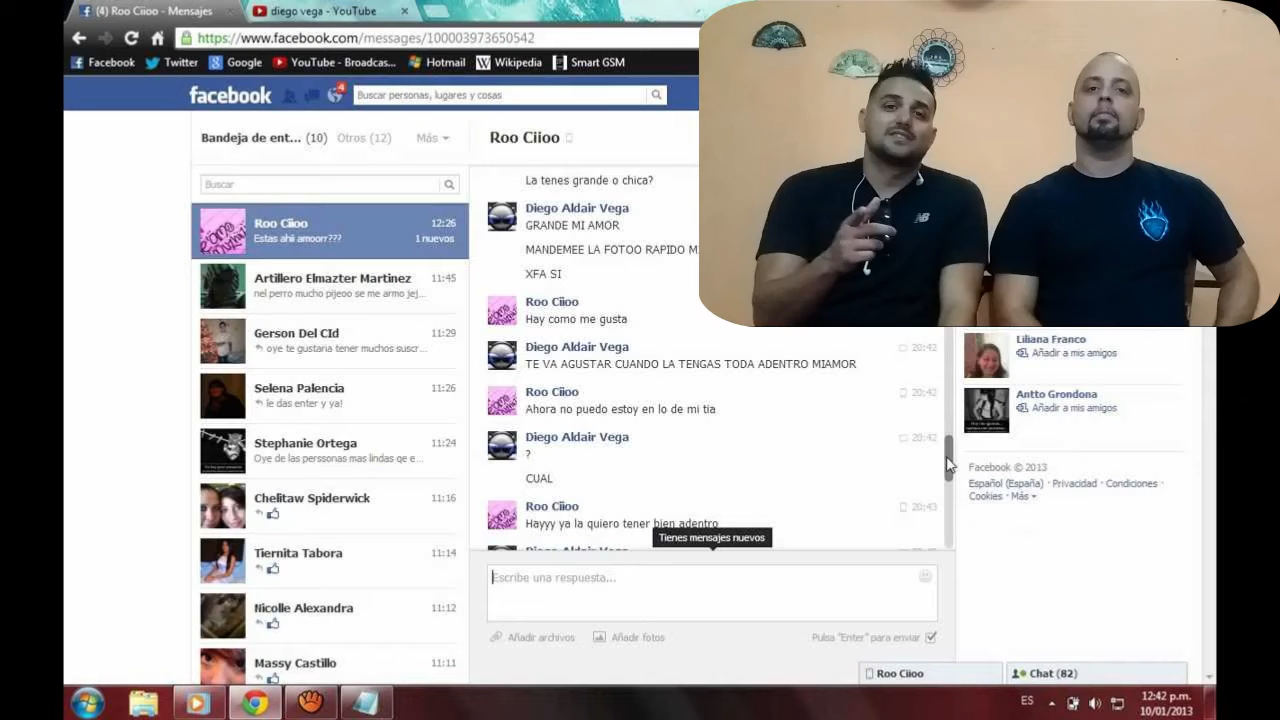 (4) Roo Ciioo - Mensajes
diego vega - YouTube
https://www.facebook.com/messages/100003973650542
Facebook Twitter Google YouTube - Broadcas... Hotmail Wikipedia Smart GSM
facebook
4
Buscar personas, lugares y cosas
Bandeja de ent... (10) Otros (12) Más
Buscar
Roo Ciioo 12:26
Estas ahii amoorr??? 1 nuevos
Artillero Elmazter Martinez 11:45
nel perro mucho pijeoo se me armo jej...
Gerson Del CId 11:29
oye te gustaria tener muchos suscr...
Selena Palencia 11:26
le das enter y ya!
Stephanie Ortega 11:24
Oye de las perssonas mas lindas qe e...
Chelitaw Spiderwick 11:16
Tiernita Tabora 11:14
Nicolle Alexandra 11:12
Massy Castillo 11:11
Roo Ciioo
La tenes grande o chica?
Diego Aldair Vega
GRANDE MI AMOR
MANDEMEE LA FOTOO RAPIDO M
XFA SI
Roo Ciioo
Hay como me gusta
Diego Aldair Vega 20:42
TE VA AGUSTAR CUANDO LA TENGAS TODA ADENTRO MIAMOR
Roo Ciioo 20:42
Ahora no puedo estoy en lo de mi tia
Diego Aldair Vega 20:42
?
CUAL
Roo Ciioo 20:43
Hayyy ya la quiero tener bien adentro
Tienes mensajes nuevos
Escribe una respuesta...
Añadir archivos Añadir fotos Pulsa "Enter" para enviar
Liliana Franco
Añadir a mis amigos
Antto Grondona
Añadir a mis amigos
Facebook © 2013
Español (España) · Privacidad · Condiciones ·
Cookies · Más
Roo Ciioo
Chat (82)
ES
12:42 p.m.
10/01/2013
NB